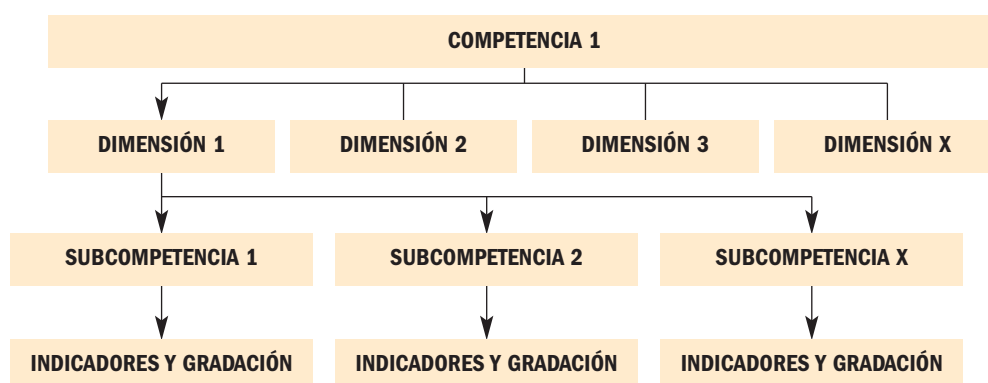 COMPETENCIA 1
DIMENSIÓN 1
DIMENSIÓN 2
DIMENSIÓN 3
DIMENSIÓN X
SUBCOMPETENCIA 1
SUBCOMPETENCIA 2
SUBCOMPETENCIA X
INDICADORES Y GRADACIÓN
INDICADORES Y GRADACIÓN
INDICADORES Y GRADACIÓN